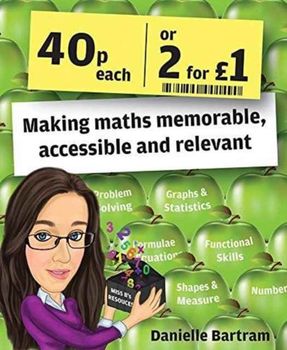 40p
each
or
2 for £1
Making maths memorable,
accessible and relevant
Problem
Solving
Graphs &
Statistics
Formulae
Equations
Functional
Skills
MISS B's
RESOUCES
Shapes &
Measure
Number
Danielle Bartram